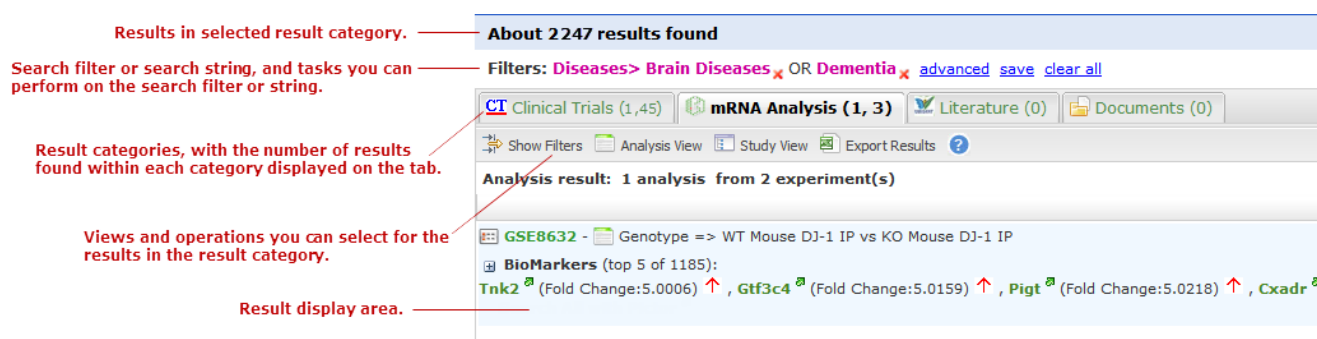 Results in selected result category.
About 2247 results found
Search filter or search string, and tasks you can
perform on the search filter or string.
Filters: Diseases> Brain Diseases x OR Dementia x advanced save clear all
CT Clinical Trials (1,45) mRNA Analysis (1, 3) Literature (0) Documents (0)
Result categories, with the number of results
found within each category displayed on the tab.
Show Filters Analysis View Study View Export Results ?
Analysis result: 1 analysis from 2 experiment(s)
Views and operations you can select for the
results in the result category.
GSE8632 - Genotype => WT Mouse DJ-1 IP vs KO Mouse DJ-1 IP
BioMarkers (top 5 of 1185):
Tnk2 (Fold Change:5.0006) ↑ , Gtf3c4 (Fold Change:5.0159) ↑ , Pigt (Fold Change:5.0218) ↑ , Cxadr
Result display area.